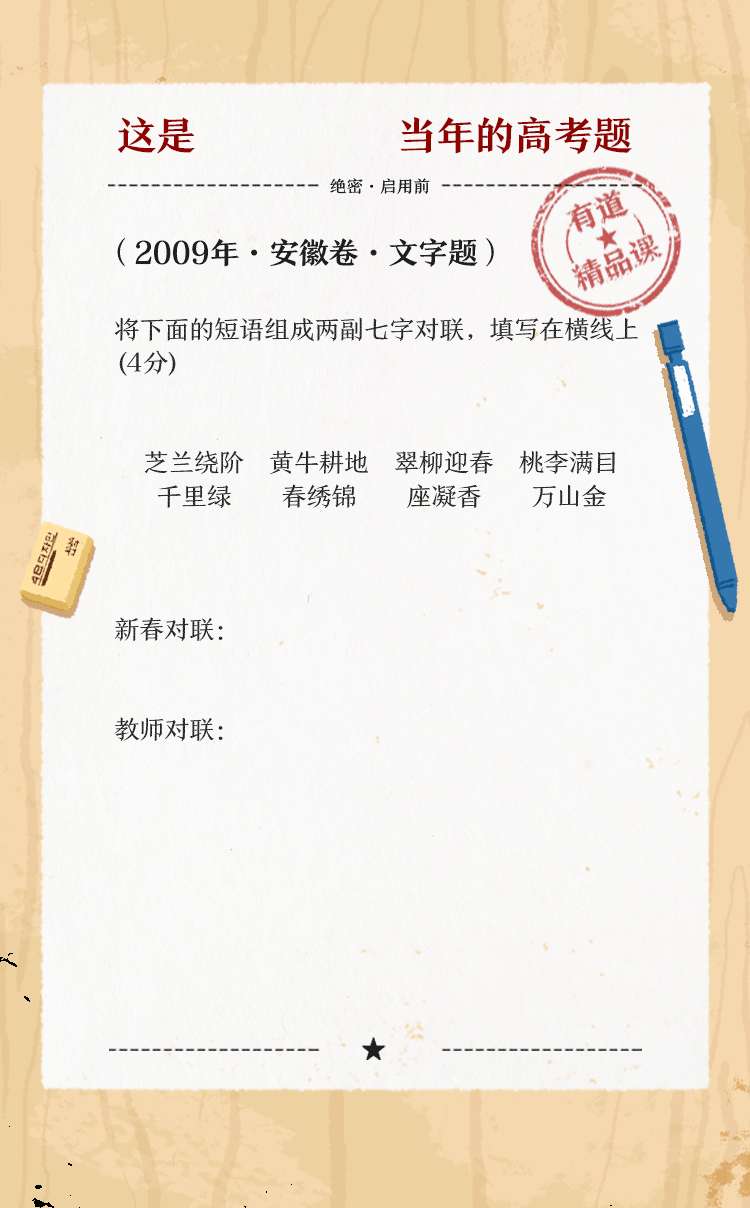 这是 当年的高考题
绝密·启用前
有道
精品课
（2009年·安徽卷·文字题）
将下面的短语组成两副七字对联，填写在横线上
(4分)
芝兰绕阶 黄牛耕地 翠柳迎春 桃李满目
千里绿 春绣锦 座凝香 万山金
新春对联：
教师对联：